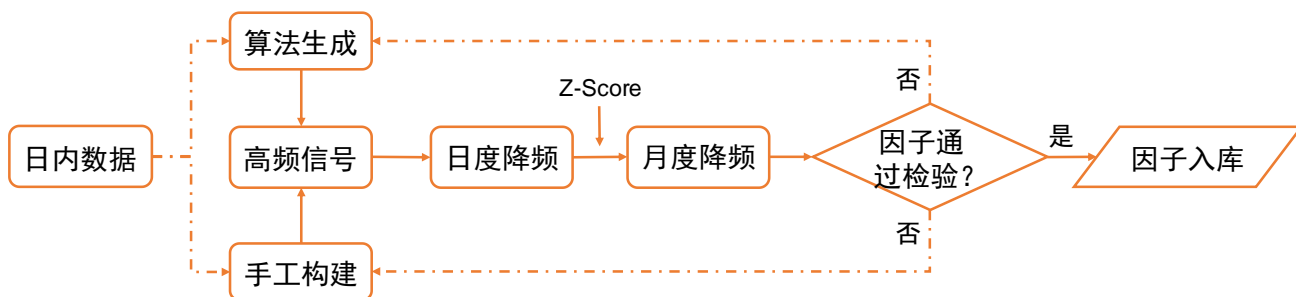 算法生成
否
Z-Score
日内数据
高频信号
日度降频
月度降频
因子通
过检验?
是
因子入库
否
手工构建